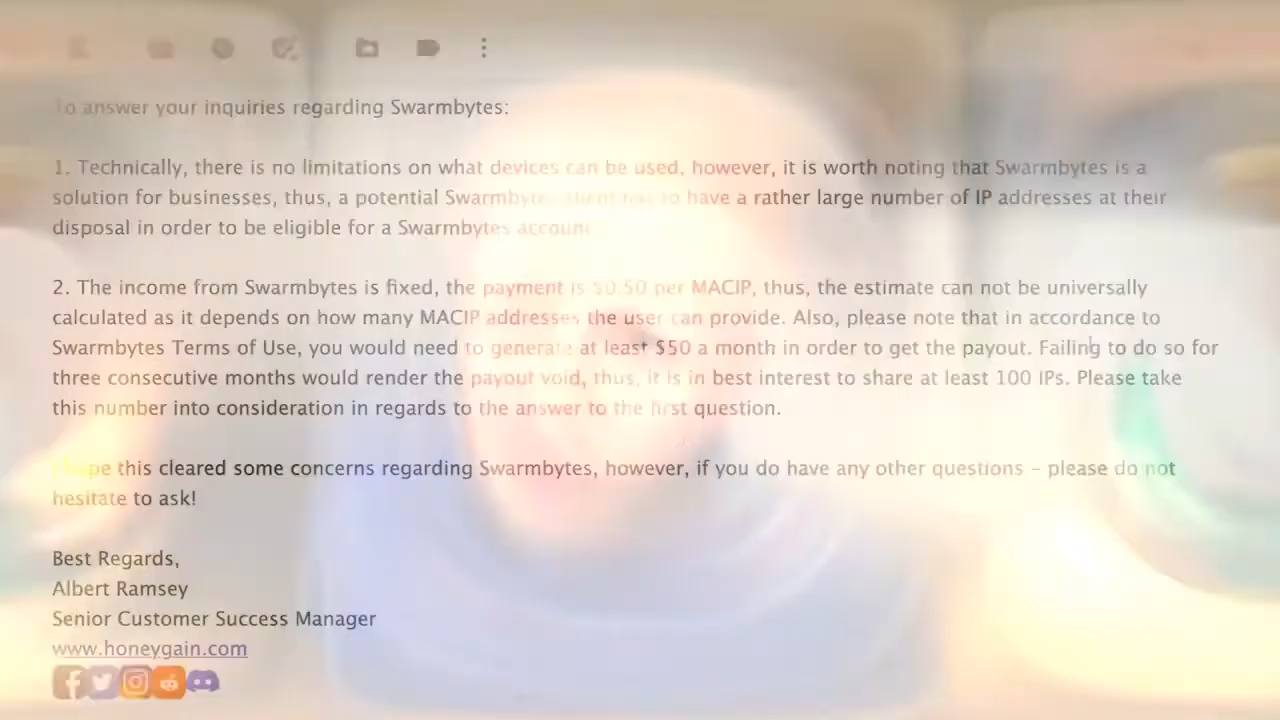 To answer your inquiries regarding Swarmbytes:
1. Technically, there is no limitations on what devices can be used, however, it is worth noting that Swarmbytes is a
solution for businesses, thus, a potential Swarmbytes client has to have a rather large number of IP addresses at their
disposal in order to be eligible for a Swarmbytes account.
2. The income from Swarmbytes is fixed, the payment is $0.50 per MACIP, thus, the estimate can not be universally
calculated as it depends on how many MACIP addresses the user can provide. Also, please note that in accordance to
Swarmbytes Terms of Use, you would need to generate at least $50 a month in order to get the payout. Failing to do so for
three consecutive months would render the payout void, thus, it is in best interest to share at least 100 IPs. Please take
this number into consideration in regards to the answer to the first question.
I hope this cleared some concerns regarding Swarmbytes, however, if you do have any other questions – please do not
hesitate to ask!
Best Regards,
Albert Ramsey
Senior Customer Success Manager
www.honeygain.com